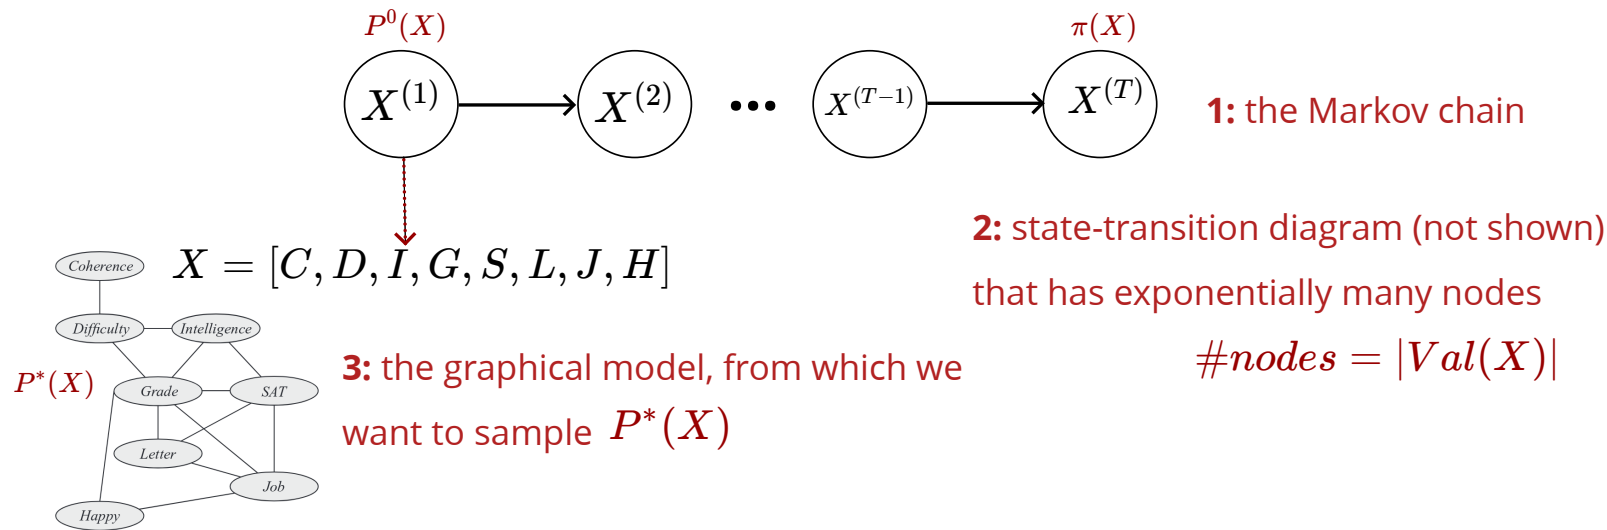 P^0(X)
π(X)
X^(1)
X^(2)
...
X^(T−1)
X^(T)
1: the Markov chain
2: state-transition diagram (not shown)
that has exponentially many nodes
#nodes = |Val(X)|
X = [C, D, I, G, S, L, J, H]
Coherence
Difficulty
Intelligence
P*(X)
Grade
SAT
Letter
Job
Happy
3: the graphical model, from which we
want to sample P*(X)